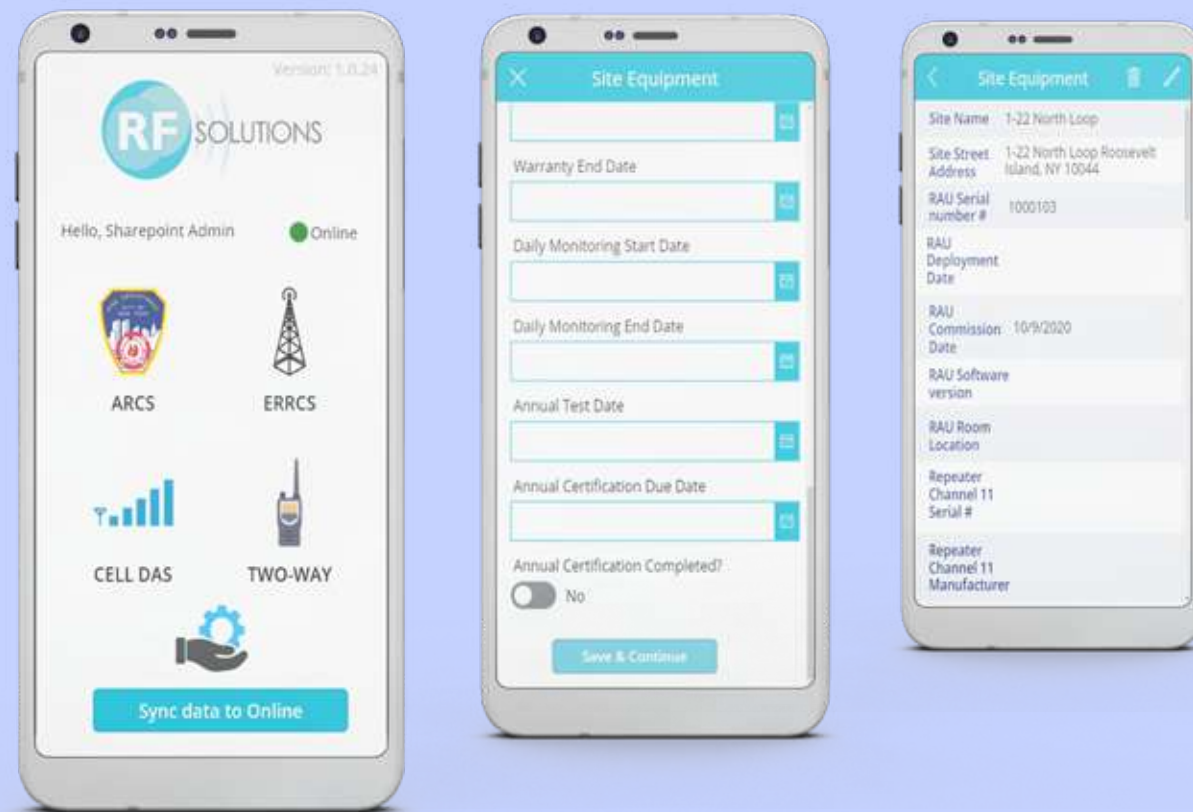 Version: 1.0.24
RF SOLUTIONS
Hello, Sharepoint Admin
Online
ARCS
ERRCS
CELL DAS
TWO-WAY
Sync data to Online
Site Equipment
Warranty End Date
Daily Monitoring Start Date
Daily Monitoring End Date
Annual Test Date
Annual Certification Due Date
Annual Certification Completed?
No
Save & Continue
Site Equipment
Site Name 1-22 North Loop
Site Street 1-22 North Loop Roosevelt
Address Island, NY 10044
RAU Serial
number # 1000103
RAU
Deployment
Date
RAU
Commission 10/9/2020
Date
RAU Software
version
RAU Room
Location
Repeater
Channel 11
Serial #
Repeater
Channel 11
Manufacturer